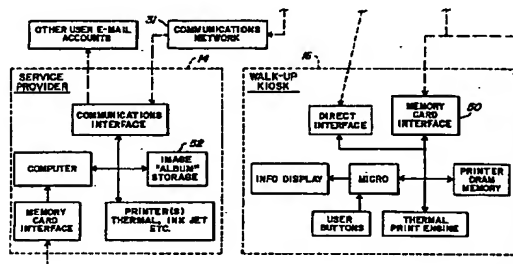 OTHER USER E-MAIL
ACCOUNTS
31
COMMUNICATIONS
NETWORK
14
SERVICE
PROVIDER
COMMUNICATIONS
INTERFACE
52
COMPUTER
IMAGE
"ALBUM"
STORAGE
MEMORY
CARD
INTERFACE
PRINTER(S)
THERMAL, INK JET
ETC.
16
WALK-UP
KIOSK
DIRECT
INTERFACE
MEMORY
CARD
INTERFACE
50
INFO DISPLAY
MICRO
PRINTER
DRAM
MEMORY
USER
BUTTONS
THERMAL
PRINT ENGINE